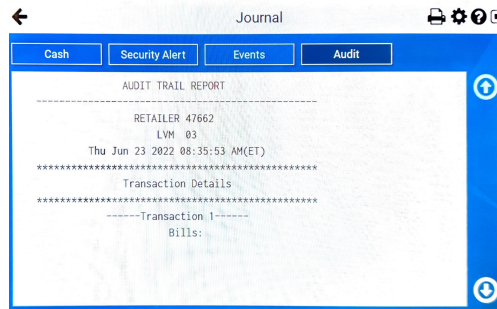 Journal
Cash
Security Alert
Events
Audit
AUDIT TRAIL REPORT
------------------------------------------------
RETAILER 47662
LVM 03
Thu Jun 23 2022 08:35:53 AM(ET)
************************************************
Transaction Details
************************************************
------Transaction 1------
Bills: